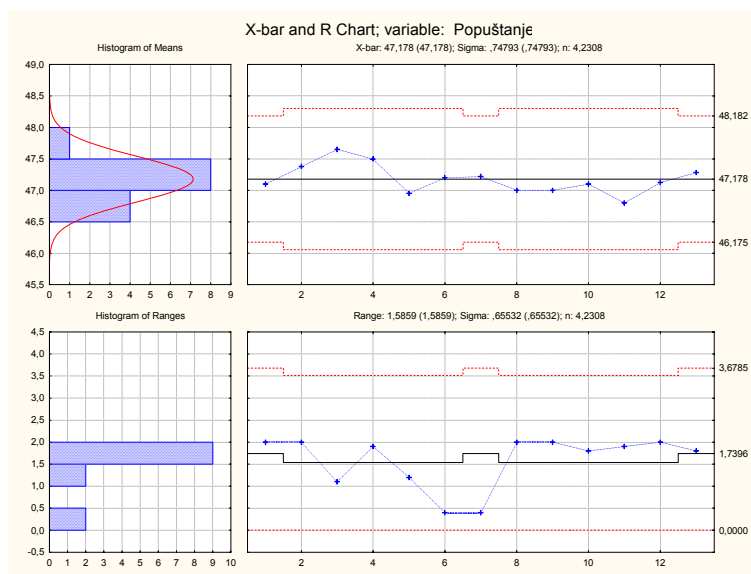 X-bar and R Chart; variable: Popuštanje
Histogram of Means
X-bar: 47,178 (47,178); Sigma: ,74793 (,74793); n: 4,2308
49,0
48,5
48,0
47,5
47,0
46,5
46,0
45,5
0 1 2 3 4 5 6 7 8 9
2 4 6 8 10 12
48,182
47,178
46,175
Histogram of Ranges
Range: 1,5859 (1,5859); Sigma: ,65532 (,65532); n: 4,2308
4,5
4,0
3,5
3,0
2,5
2,0
1,5
1,0
0,5
0,0
-0,5
0 1 2 3 4 5 6 7 8 9 10
2 4 6 8 10 12
3,6785
1,7396
0,0000